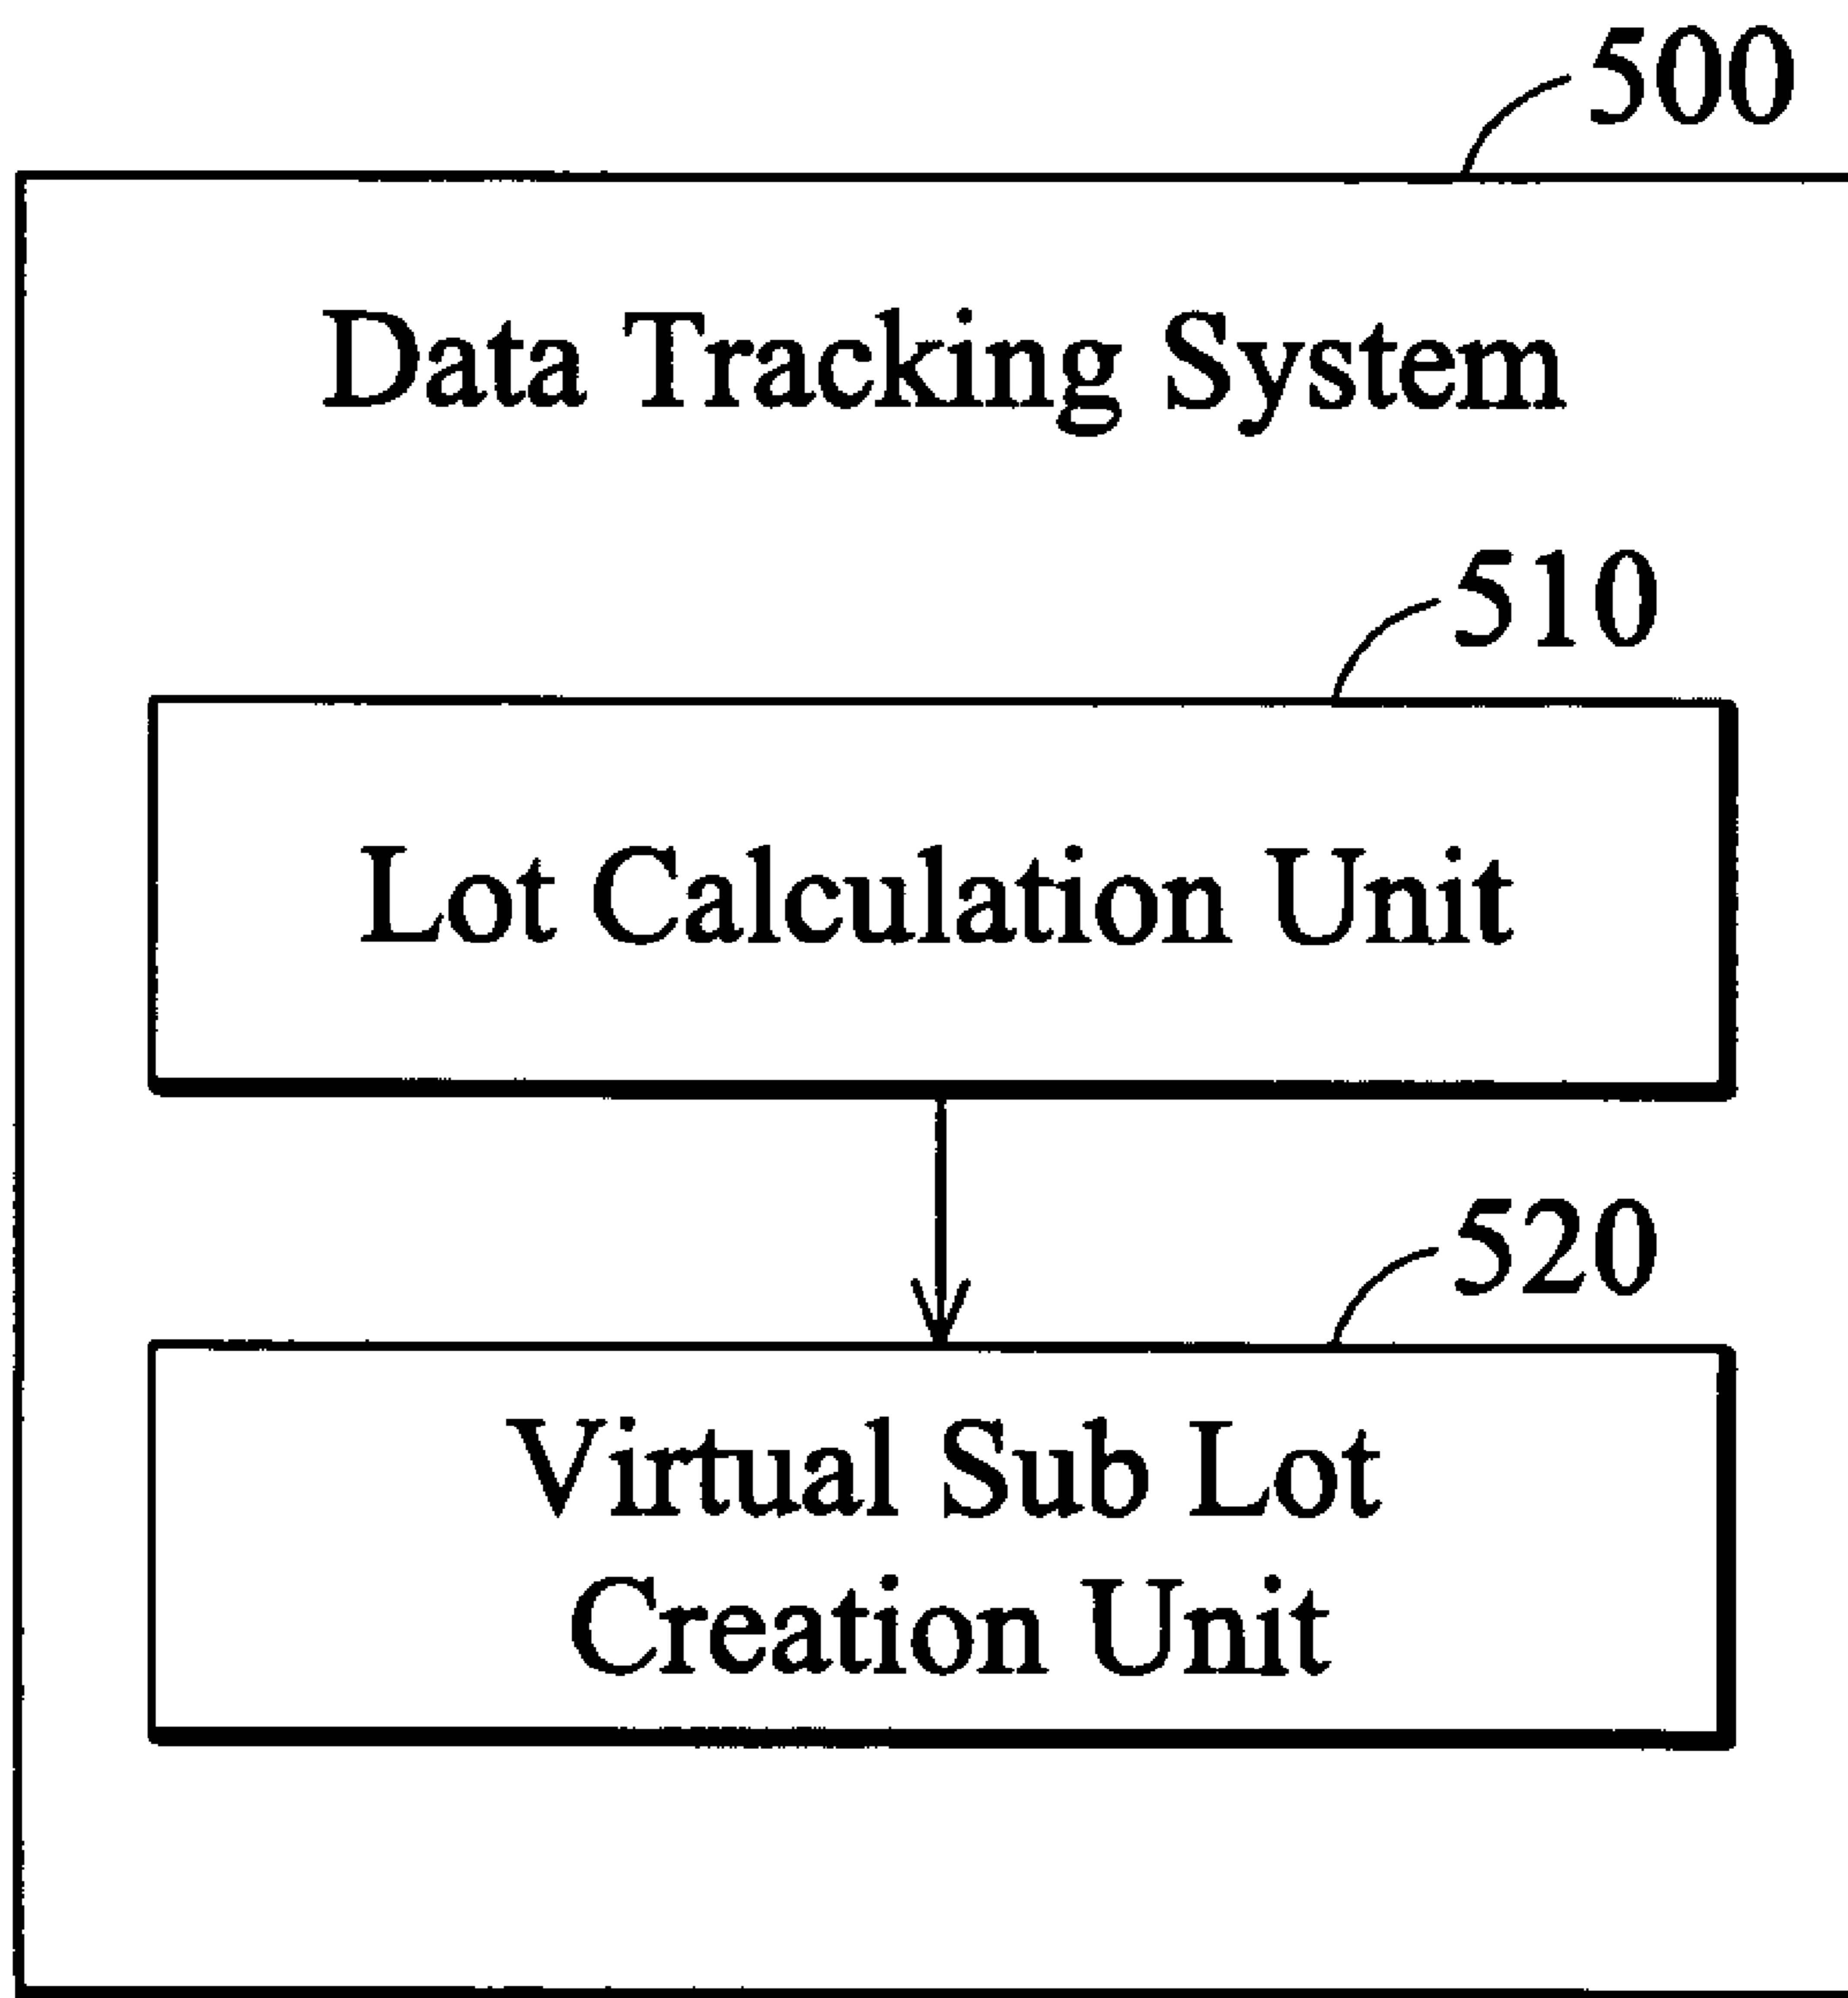 500
Data Tracking System
510
Lot Calculation Unit
520
Virtual Sub Lot
Creation Unit